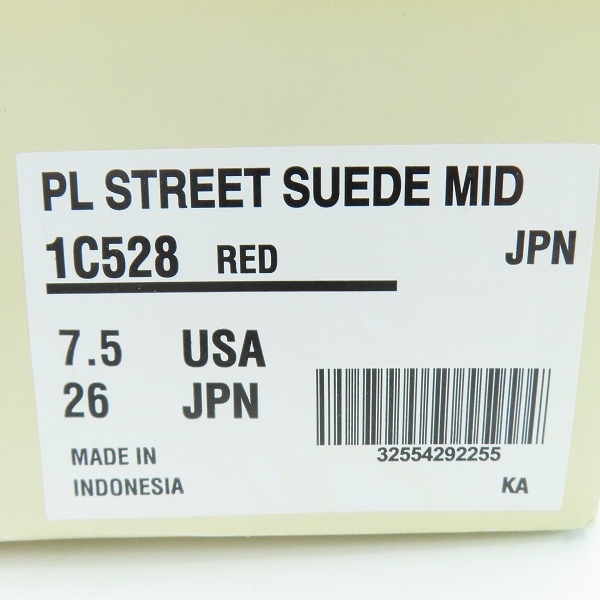 PL STREET SUEDE MID
1C528 RED JPN
7.5 USA
26 JPN
MADE IN
INDONESIA
32554292255
KA